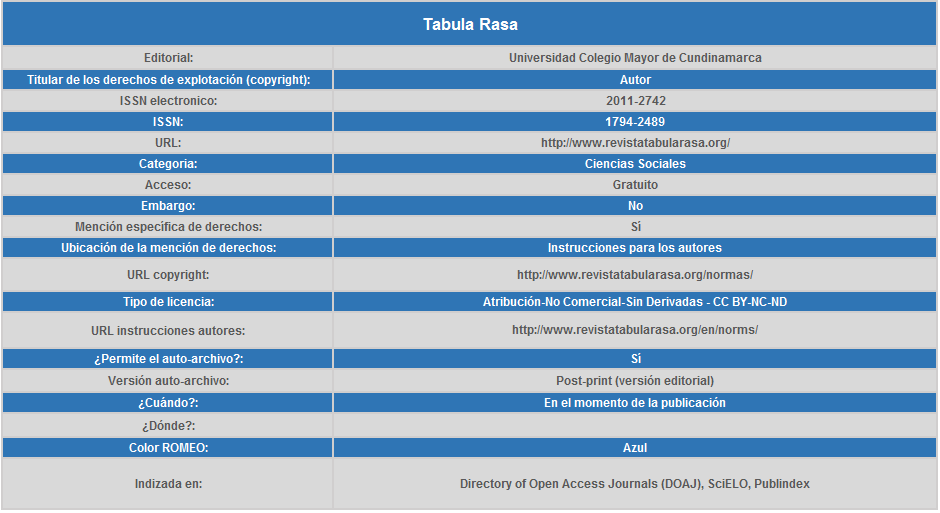 Tabula Rasa
Editorial: Universidad Colegio Mayor de Cundinamarca
Titular de los derechos de explotación (copyright): Autor
ISSN electronico: 2011-2742
ISSN: 1794-2489
URL: http://www.revistatabularasa.org/
Categoria: Ciencias Sociales
Acceso: Gratuito
Embargo: No
Mención específica de derechos: Sí
Ubicación de la mención de derechos: Instrucciones para los autores
URL copyright: http://www.revistatabularasa.org/normas/
Tipo de licencia: Atribución-No Comercial-Sin Derivadas - CC BY-NC-ND
URL instrucciones autores: http://www.revistatabularasa.org/en/norms/
¿Permite el auto-archivo?: Sí
Versión auto-archivo: Post-print (versión editorial)
¿Cuándo?: En el momento de la publicación
¿Dónde?:
Color ROMEO: Azul
Indizada en: Directory of Open Access Journals (DOAJ), SciELO, Publindex